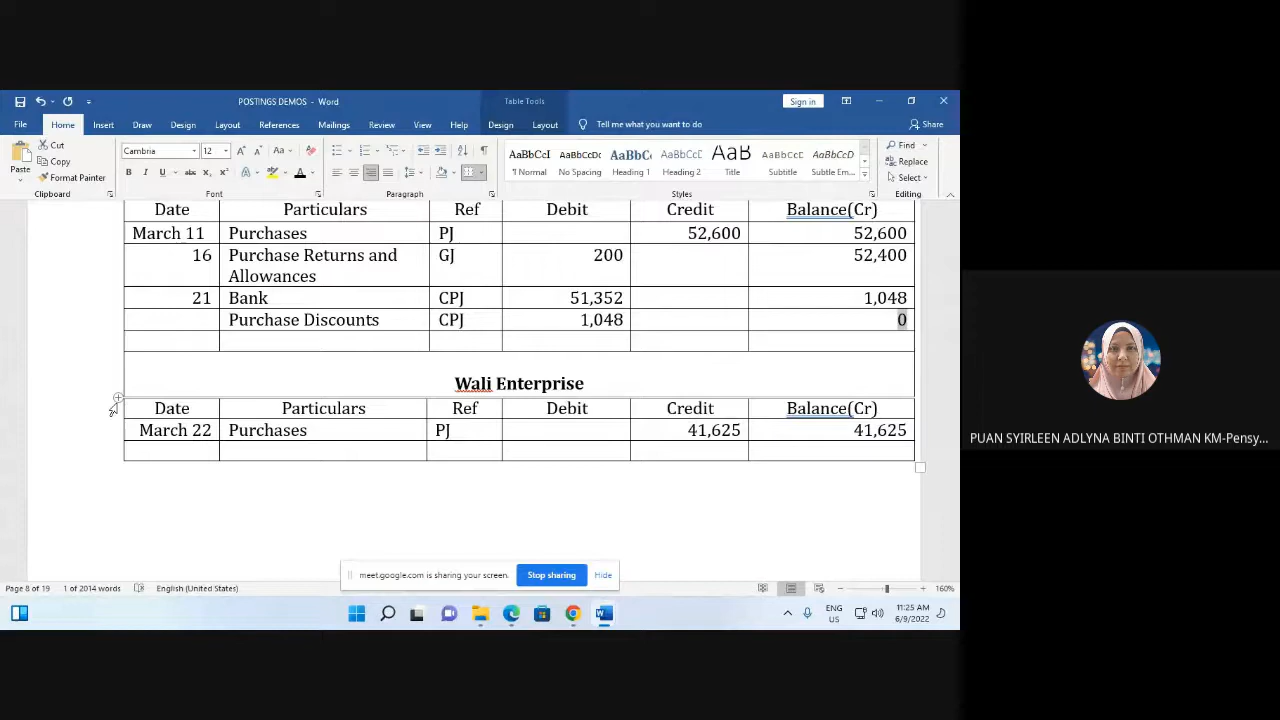 POSTINGS DEMOS - Word
Table Tools
Sign in
File Home Insert Draw Design Layout References Mailings Review View Help Design Layout Tell me what you want to do Share
Paste
Cut
Copy
Format Painter
Clipboard
Cambria 12
Font
Paragraph
AaBbCcI AaBbCcDc AaBbC AaBbCcI AaB AaBbCcD AaBbCcD
¶ Normal No Spacing Heading 1 Heading 2 Title Subtitle Subtle Em...
Styles
Find
Replace
Select
Editing
Date Particulars Ref Debit Credit Balance(Cr)
March 11 Purchases PJ 52,600 52,600
16 Purchase Returns and Allowances GJ 200 52,400
21 Bank CPJ 51,352 1,048
Purchase Discounts CPJ 1,048 0
Wali Enterprise
Date Particulars Ref Debit Credit Balance(Cr)
March 22 Purchases PJ 41,625 41,625
meet.google.com is sharing your screen. Stop sharing Hide
Page 8 of 19 1 of 2014 words English (United States) 160%
ENG
US
11:25 AM
6/9/2022
PUAN SYIRLEEN ADLYNA BINTI OTHMAN KM-Pensy...